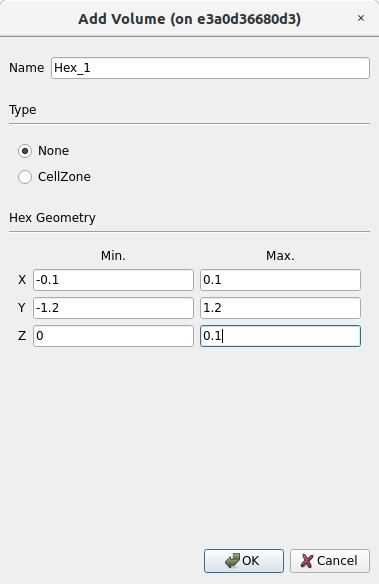 Add Volume (on e3a0d36680d3) ×
Name Hex_1
Type
None
CellZone
Hex Geometry
Min. Max.
X -0.1 0.1
Y -1.2 1.2
Z 0 0.1
OK Cancel